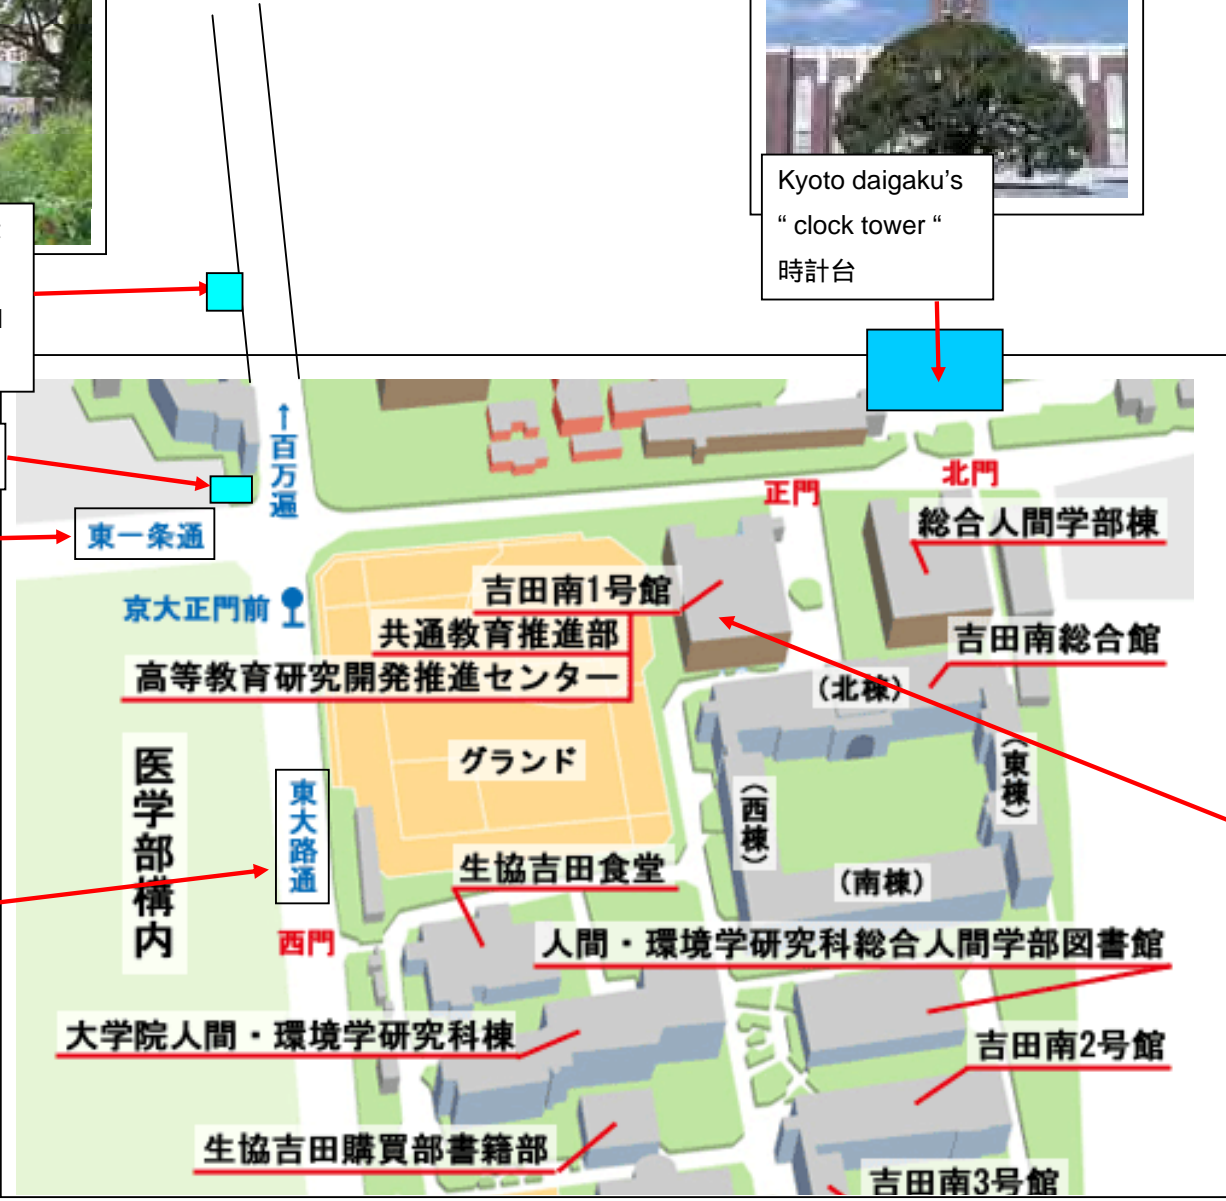 Kyoto daigaku's
“ clock tower “
時計台
↑百万遍
北門
正門
総合人間学部棟
東一条通
吉田南1号館
京大正門前
共通教育推進部
吉田南総合館
高等教育研究開発推進センター
(北棟)
グランド
医学部構内
東大路通
(西棟)
(東棟)
生協吉田食堂
(南棟)
西門
人間・環境学研究科総合人間学部図書館
大学院人間・環境学研究科棟
吉田南2号館
生協吉田購買部書籍部
吉田南3号館